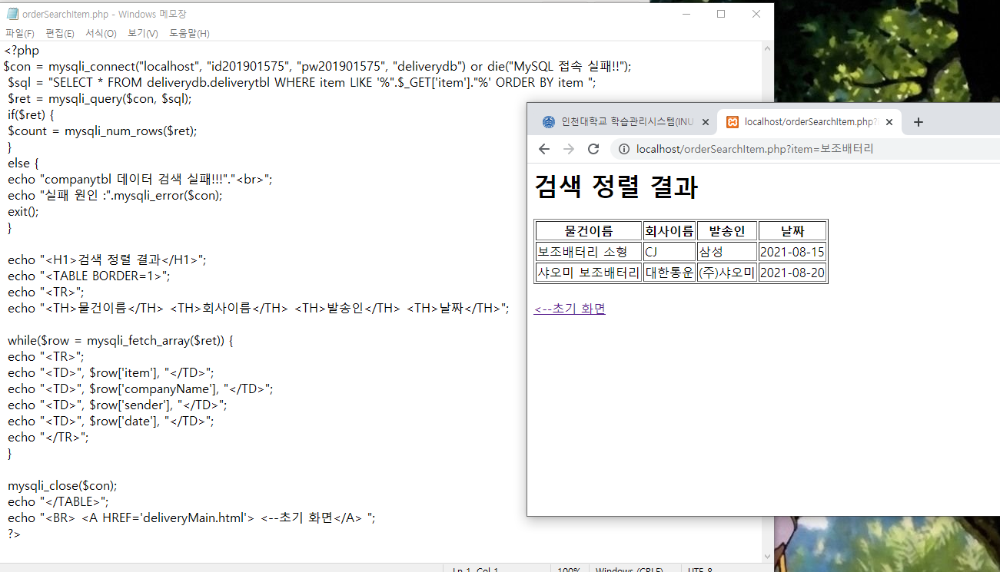 orderSearchItem.php - Windows 메모장
파일(F) 편집(E) 서식(O) 보기(V) 도움말(H)
<?php
$con = mysqli_connect("localhost", "id201901575", "pw201901575", "deliverydb") or die("MySQL 접속 실패!!");
$sql = "SELECT * FROM deliverydb.deliverytbl WHERE item LIKE '%".$_GET['item']."%' ORDER BY item ";
$ret = mysqli_query($con, $sql);
if($ret) {
$count = mysqli_num_rows($ret);
}
else {
echo "companytbl 데이터 검색 실패!!!"."<br>";
echo "실패 원인 :".mysqli_error($con);
exit();
}
echo "<H1>검색 정렬 결과</H1>";
echo "<TABLE BORDER=1>";
echo "<TR>";
echo "<TH>물건이름</TH> <TH>회사이름</TH> <TH>발송인</TH> <TH>날짜</TH>";
while($row = mysqli_fetch_array($ret)) {
echo "<TR>";
echo "<TD>", $row['item'], "</TD>";
echo "<TD>", $row['companyName'], "</TD>";
echo "<TD>", $row['sender'], "</TD>";
echo "<TD>", $row['date'], "</TD>";
echo "</TR>";
}
mysqli_close($con);
echo "</TABLE>";
echo "<BR> <A HREF='deliveryMain.html'> <--초기 화면</A> ";
?>
Ln 1, Col 1 100% Windows (CRLF) UTF-8
인천대학교 학습관리시스템(INU
localhost/orderSearchItem.php?
localhost/orderSearchItem.php?item=보조배터리
검색 정렬 결과
물건이름 회사이름 발송인 날짜
보조배터리 소형 CJ 삼성 2021-08-15
샤오미 보조배터리 대한통운 (주)샤오미 2021-08-20
<--초기 화면